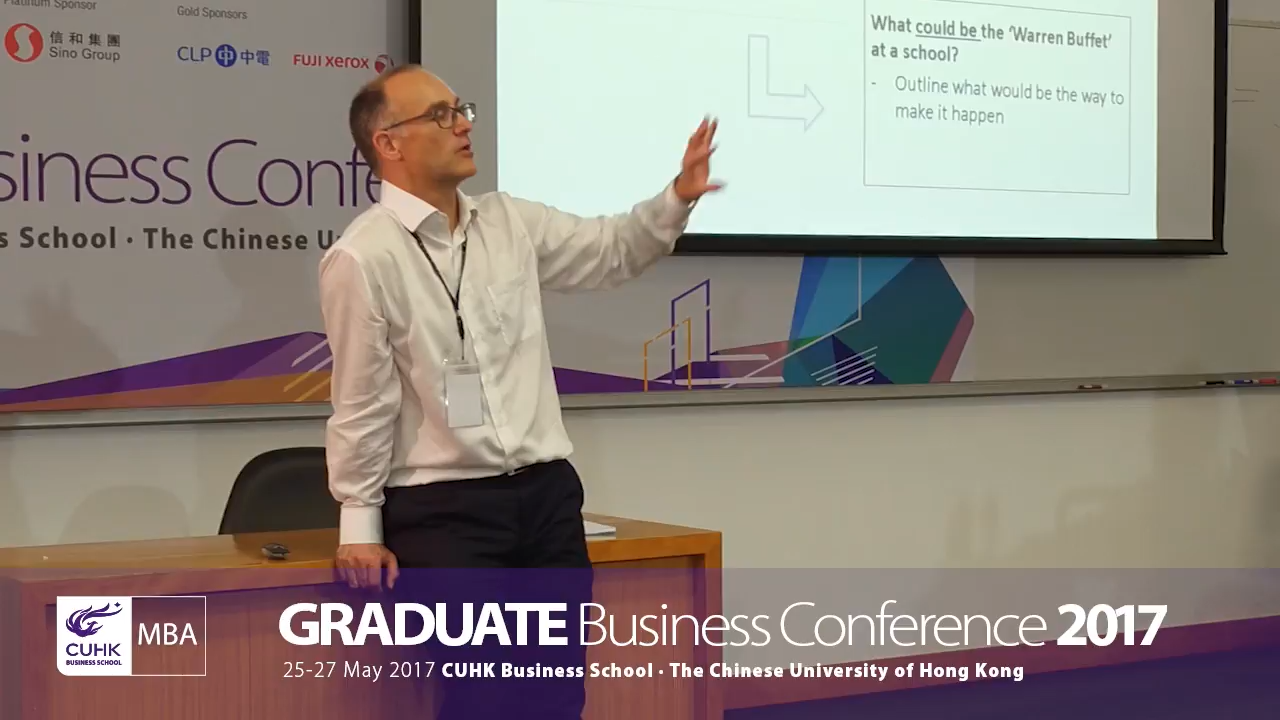 Platinum Sponsor
Gold Sponsors
信和集團
Sino Group
CLP 中 中電
FUJI xerox
siness Confe
s School · The Chinese U
What could be the ‘Warren Buffet’
at a school?
- Outline what would be the way to
make it happen
CUHK
BUSINESS SCHOOL
MBA
GRADUATE Business Conference 2017
25-27 May 2017 CUHK Business School · The Chinese University of Hong Kong